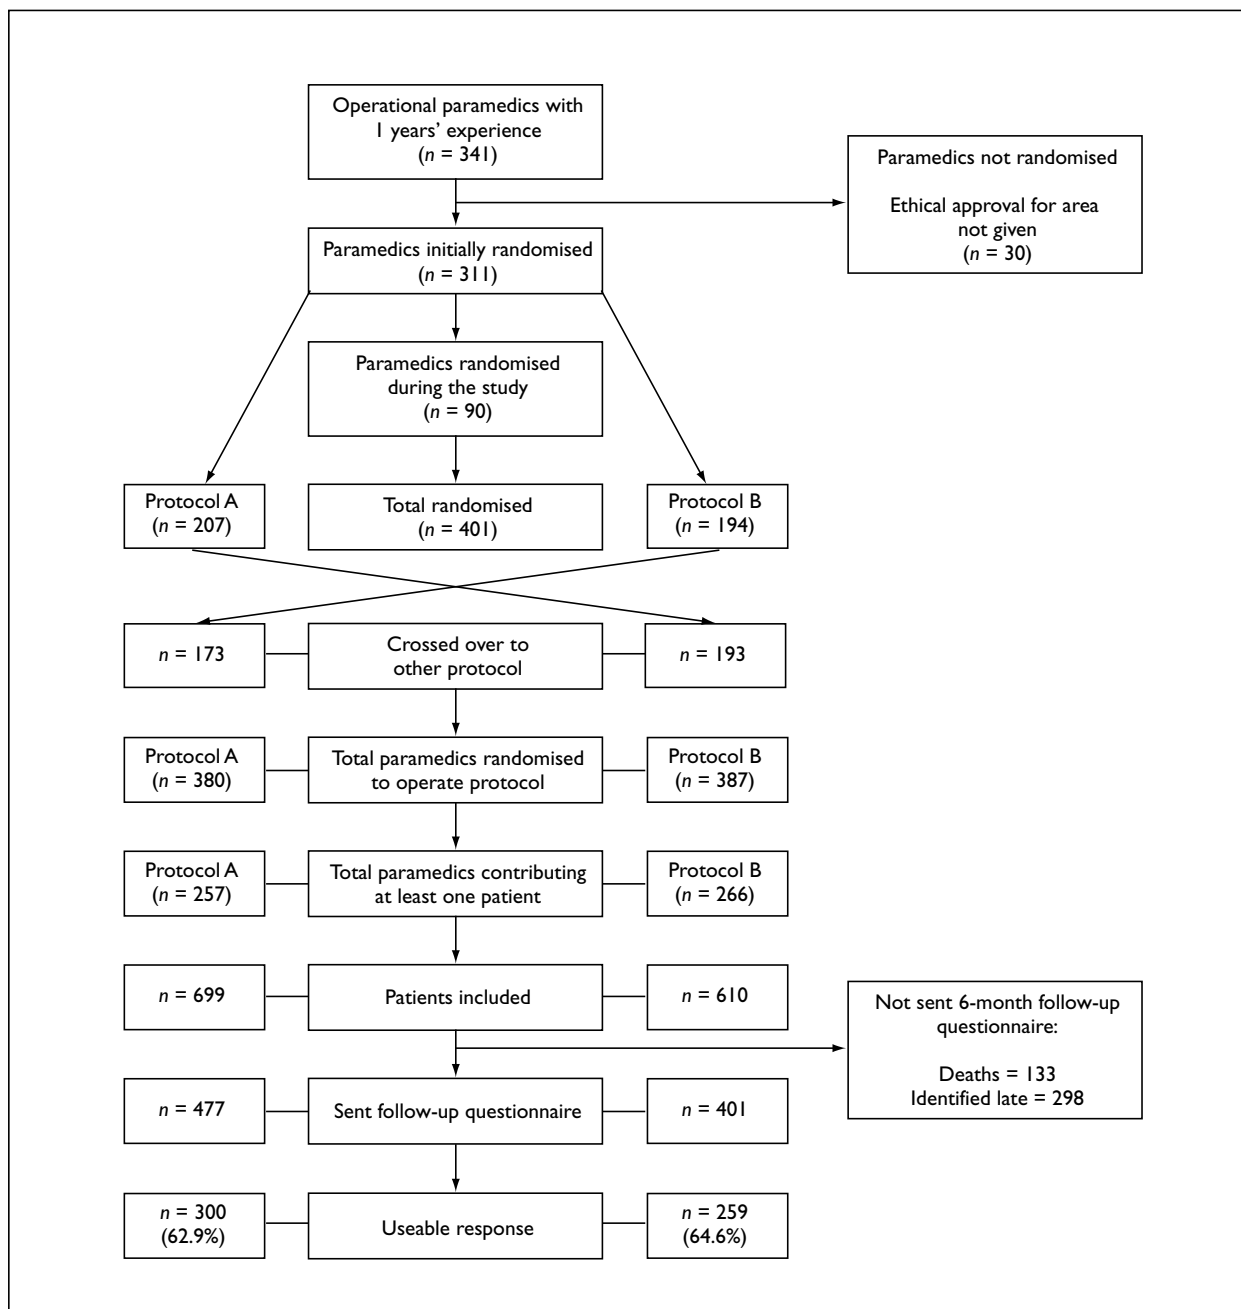 Operational paramedics with
1 years’ experience
(n = 341)
Paramedics not randomised
Ethical approval for area
not given
(n = 30)
Paramedics initially randomised
(n = 311)
Paramedics randomised
during the study
(n = 90)
Protocol A
(n = 207)
Total randomised
(n = 401)
Protocol B
(n = 194)
n = 173
Crossed over to
other protocol
n = 193
Protocol A
(n = 380)
Total paramedics randomised
to operate protocol
Protocol B
(n = 387)
Protocol A
(n = 257)
Total paramedics contributing
at least one patient
Protocol B
(n = 266)
n = 699
Patients included
n = 610
Not sent 6-month follow-up
questionnaire:
Deaths = 133
Identified late = 298
n = 477
Sent follow-up questionnaire
n = 401
n = 300
(62.9%)
Useable response
n = 259
(64.6%)